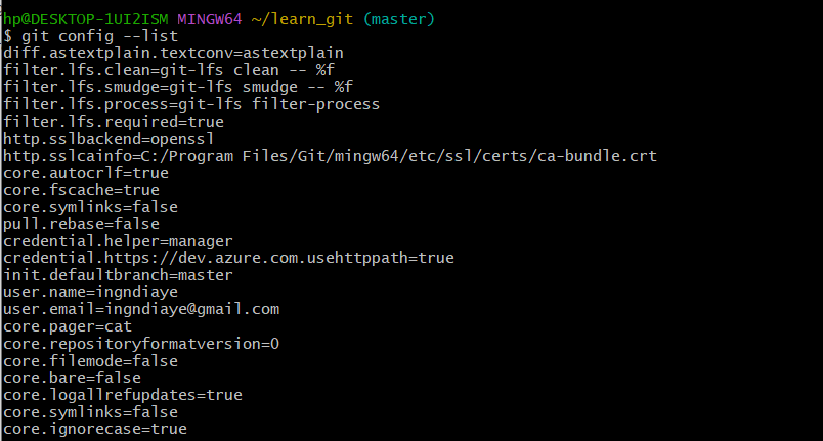 hp@DESKTOP-1UI2ISM MINGW64 ~/learn_git (master)
$ git config --list
diff.astextplain.textconv=astextplain
filter.lfs.clean=git-lfs clean -- %f
filter.lfs.smudge=git-lfs smudge -- %f
filter.lfs.process=git-lfs filter-process
filter.lfs.required=true
http.sslbackend=openssl
http.sslcainfo=C:/Program Files/Git/mingw64/etc/ssl/certs/ca-bundle.crt
core.autocrlf=true
core.fscache=true
core.symlinks=false
pull.rebase=false
credential.helper=manager
credential.https://dev.azure.com.usehttppath=true
init.defaultbranch=master
user.name=ingndiaye
user.email=ingndiaye@gmail.com
core.pager=cat
core.repositoryformatversion=0
core.filemode=false
core.bare=false
core.logallrefupdates=true
core.symlinks=false
core.ignorecase=true